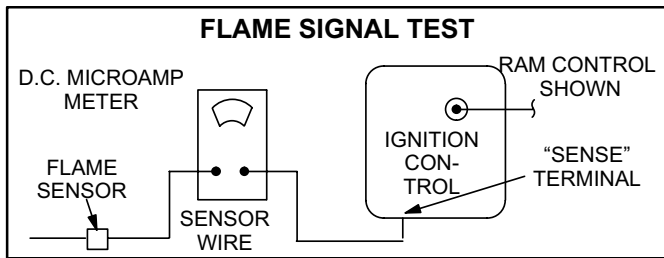 FLAME SIGNAL TEST
D.C. MICROAMP
METER
FLAME
SENSOR
SENSOR
WIRE
IGNITION
CON-
TROL
RAM CONTROL
SHOWN
“SENSE”
TERMINAL